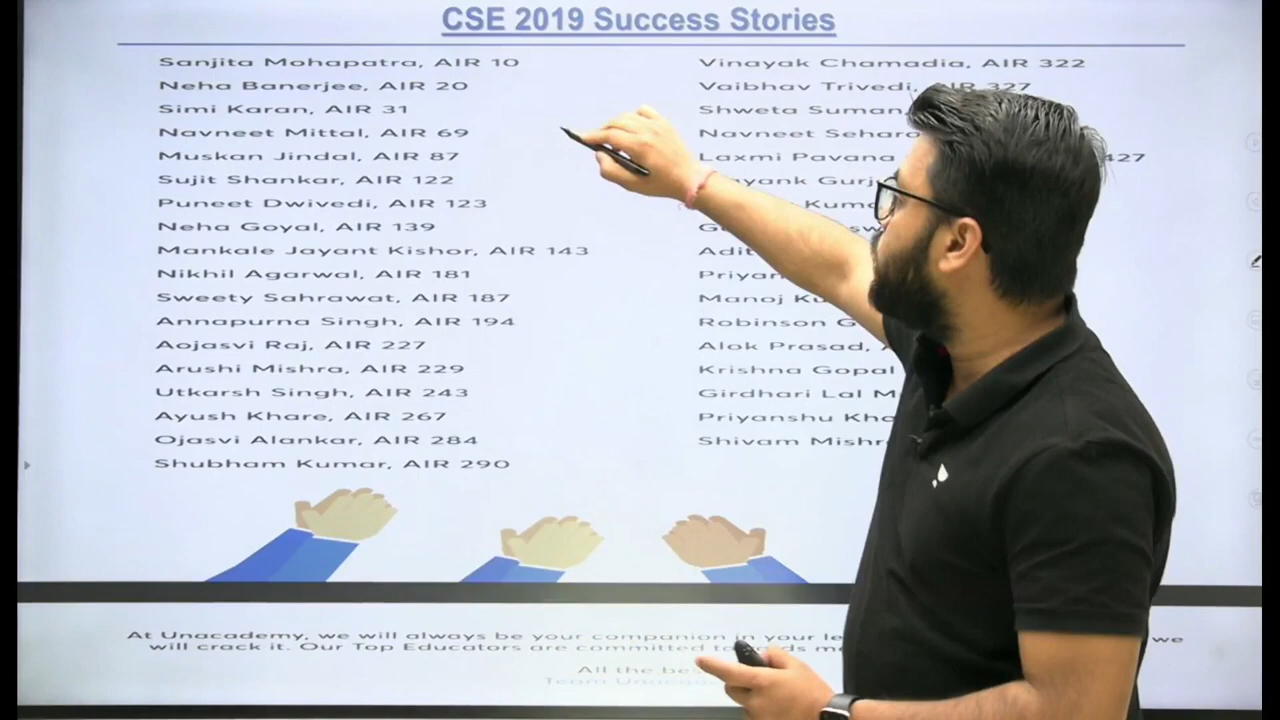 CSE 2019 Success Stories
Sanjita Mohapatra, AIR 10
Neha Banerjee, AIR 20
Simi Karan, AIR 31
Navneet Mittal, AIR 69
Muskan Jindal, AIR 87
Sujit Shankar, AIR 122
Puneet Dwivedi, AIR 123
Neha Goyal, AIR 139
Mankale Jayant Kishor, AIR 143
Nikhil Agarwal, AIR 181
Sweety Sahrawat, AIR 187
Annapurna Singh, AIR 194
Aojasvi Raj, AIR 227
Arushi Mishra, AIR 229
Utkarsh Singh, AIR 243
Ayush Khare, AIR 267
Ojasvi Alankar, AIR 284
Shubham Kumar, AIR 290
Vinayak Chamadia, AIR 322
Vaibhav Trivedi, AIR 327
Shweta Suman
Navneet
Laxmi Pavana 427
Manoj
Robinson
Alok Prasad,
Krishna Gopal
Girdhari Lal
Priyanshu
Shivam
At Unacademy, we will always be your companion in your we
will crack it. Our Top Educators are committed towards
All the best
Team